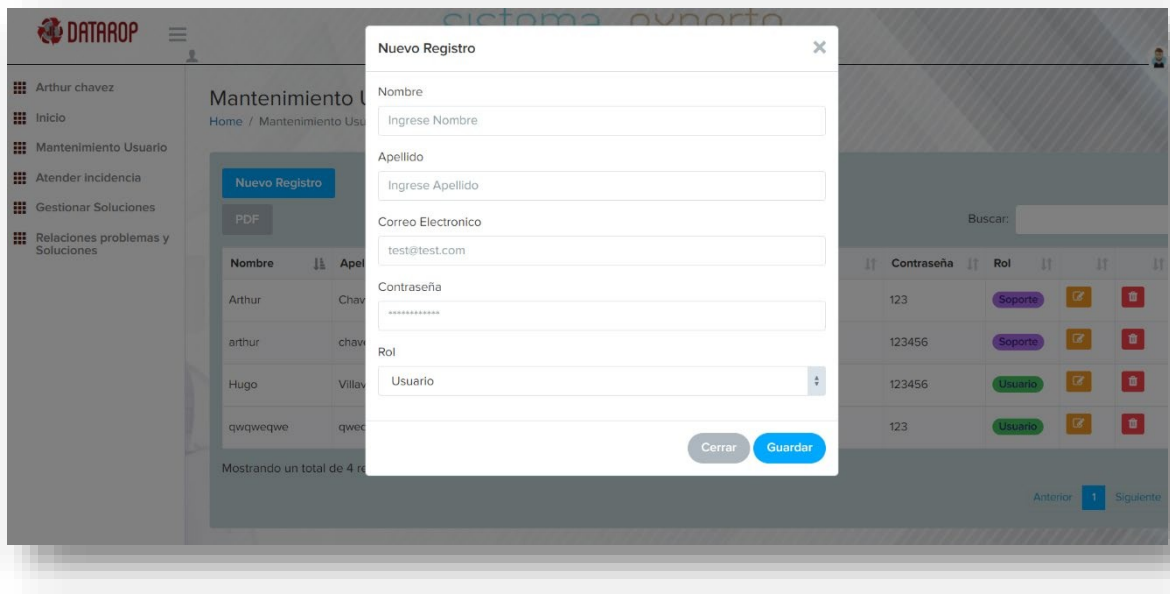 DATAROP
sistema experto
Nuevo Registro
Arthur chavez
Inicio
Mantenimiento Usuario
Atender incidencia
Gestionar Soluciones
Relaciones problemas y
Soluciones
Mantenimiento
Home / Mantenimiento Usu
Nuevo Registro
PDF
Buscar:
Nombre
Ingrese Nombre
Apellido
Ingrese Apellido
Correo Electronico
test@test.com
Contraseña
************
Rol
Usuario
Cerrar Guardar
Nombre Apel Contraseña Rol
Arthur Chav 123 Soporte
arthur chav 123456 Soporte
Hugo Villav 123456 Usuario
qwqweqwe qwec 123 Usuario
Mostrando un total de 4 re
Anterior 1 Siguiente